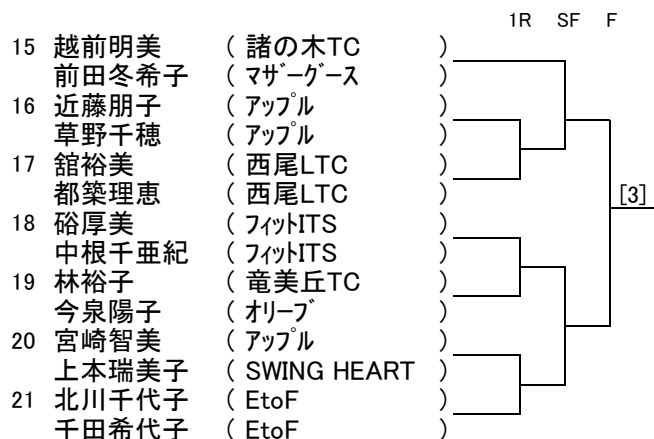 1R SF F
15 越前明美 ( 諸の木TC )
前田冬希子 ( マザーグース )
16 近藤朋子 ( アップル )
草野千穂 ( アップル )
17 舘裕美 ( 西尾LTC )
都築理恵 ( 西尾LTC )
[3]
18 硲厚美 ( フィットITS )
中根千亜紀 ( フィットITS )
19 林裕子 ( 竜美丘TC )
今泉陽子 ( オリーブ )
20 宮崎智美 ( アップル )
上本瑞美子 ( SWING HEART )
21 北川千代子 ( EtoF )
千田希代子 ( EtoF )